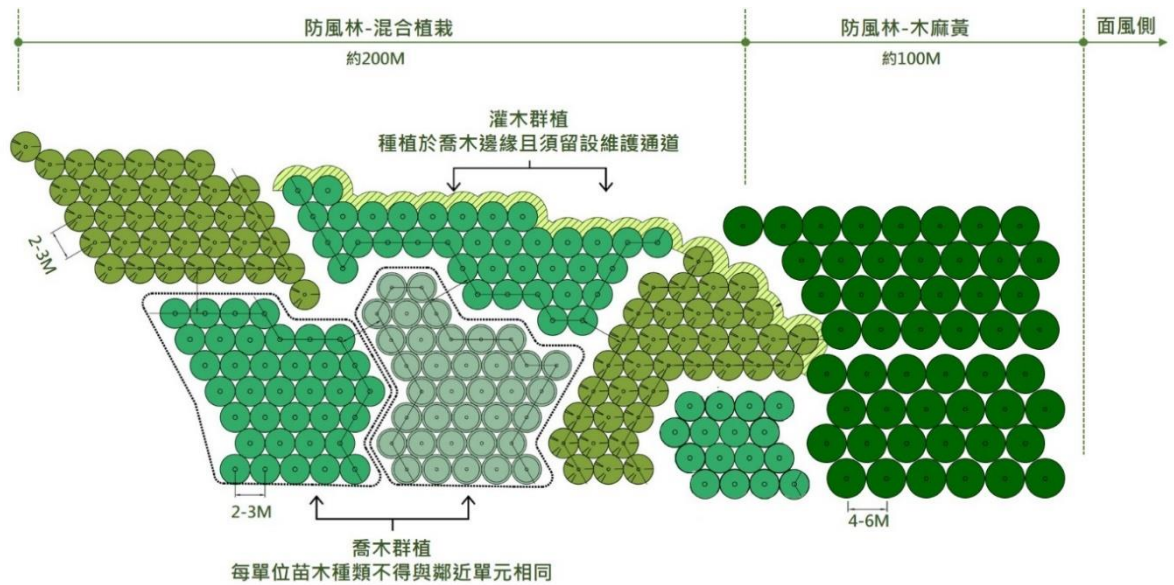 防風林-混合植栽
約200M
防風林-木麻黃
約100M
面風側
灌木群植
種植於喬木邊緣且須留設維護通道
2-3M
2-3M
4-6M
喬木群植
每單位苗木種類不得與鄰近單元相同